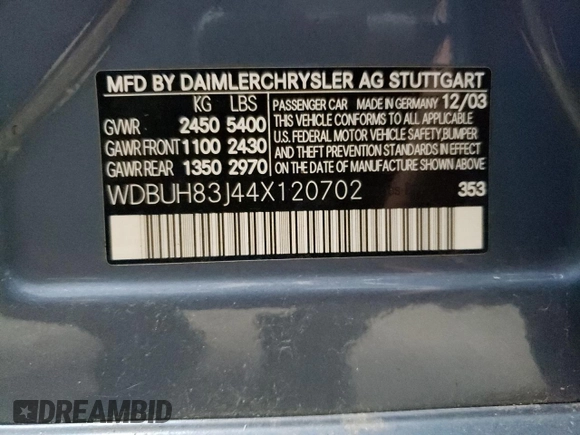 MFD BY DAIMLERCHRYSLER AG STUTTGART
KG LBS
GVWR 2450 5400
GAWR FRONT 1100 2430
GAWR REAR 1350 2970
PASSENGER CAR MADE IN GERMANY 12/03
THIS VEHICLE CONFORMS TO ALL APPLICABLE
U.S. FEDERAL MOTOR VEHICLE SAFETY, BUMPER
AND THEFT PREVENTION STANDARDS IN EFFECT
ON THE DATE OF MANUFACTURE SHOWN ABOVE
WDBUH83J44X120702 353
DREAMBID